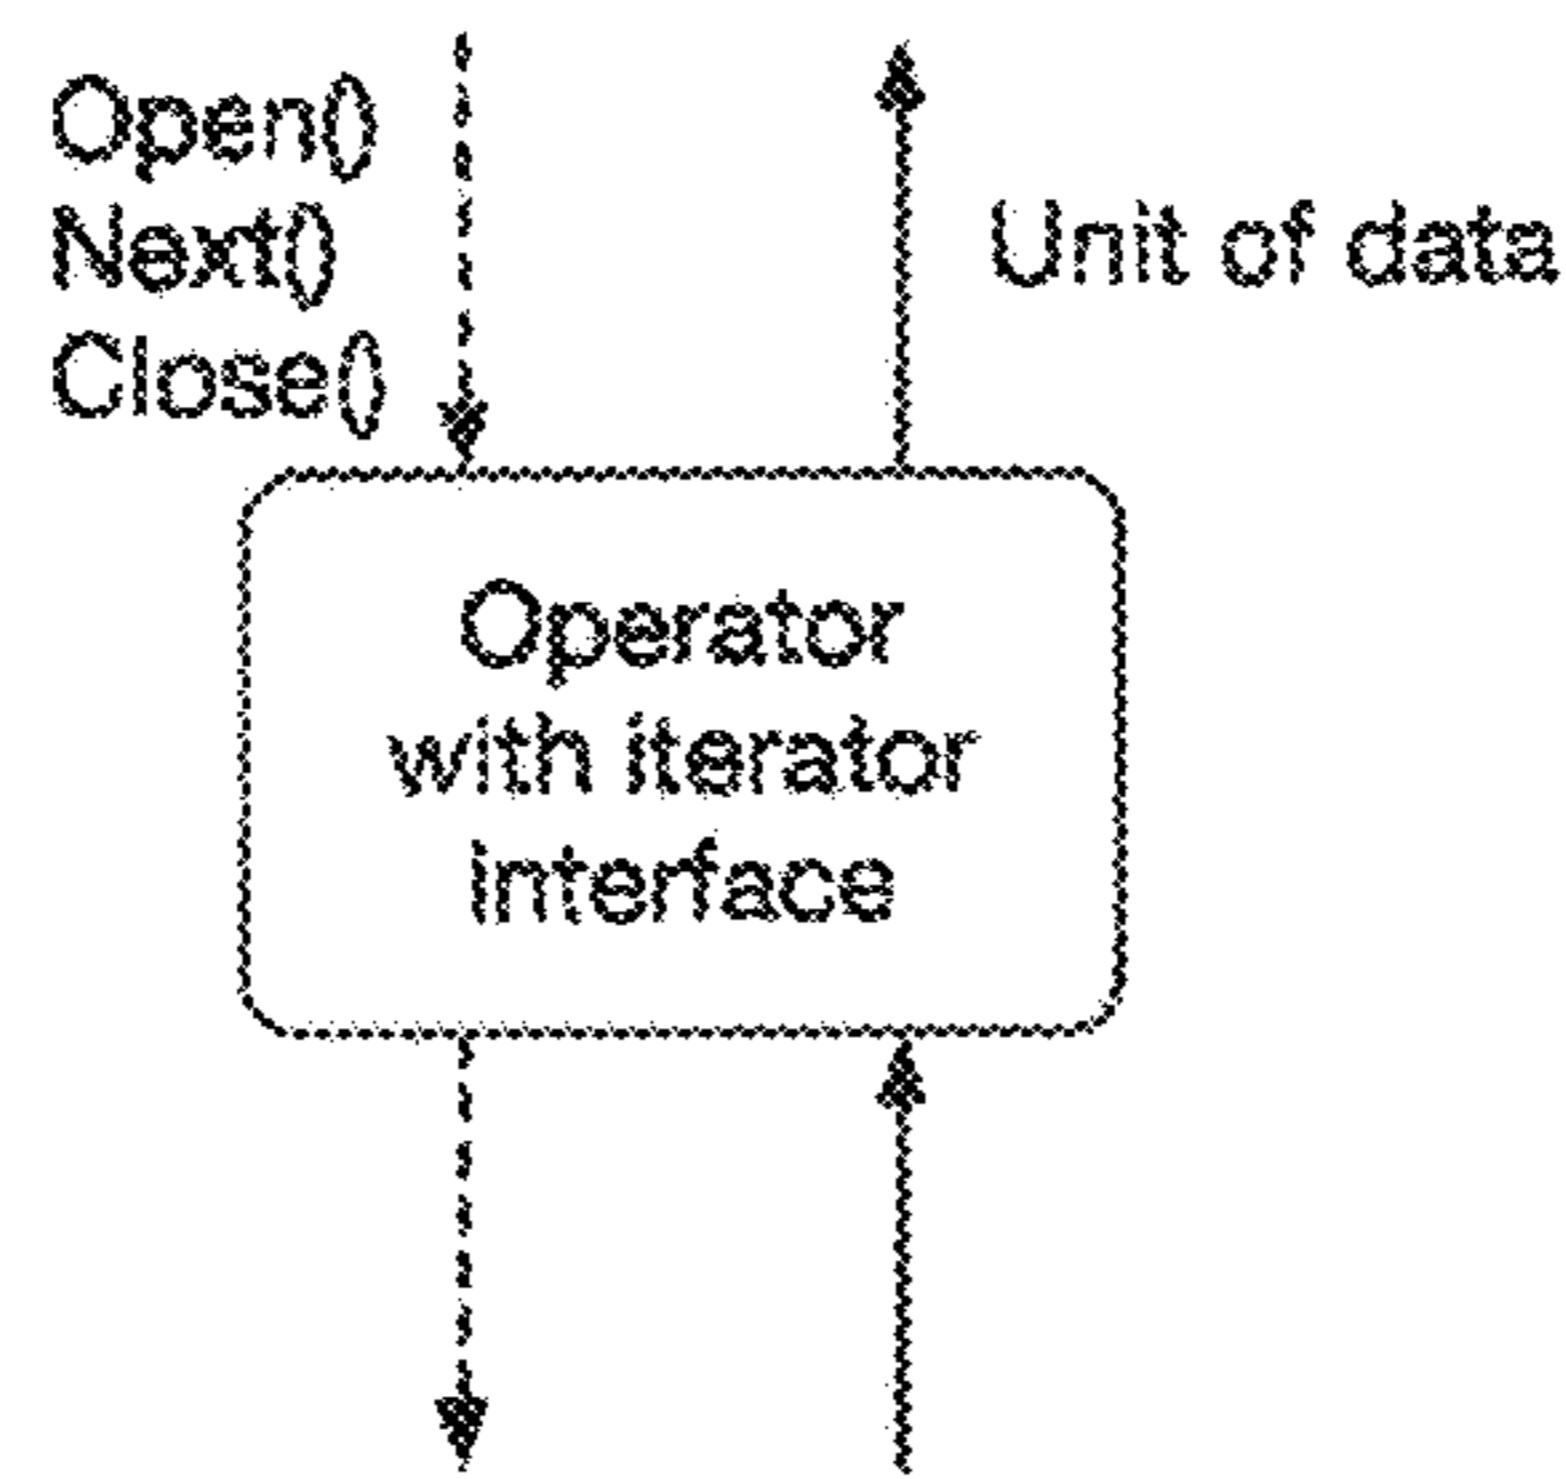 Open()
Next()
Close()
Unit of data
Operator
with iterator
interface